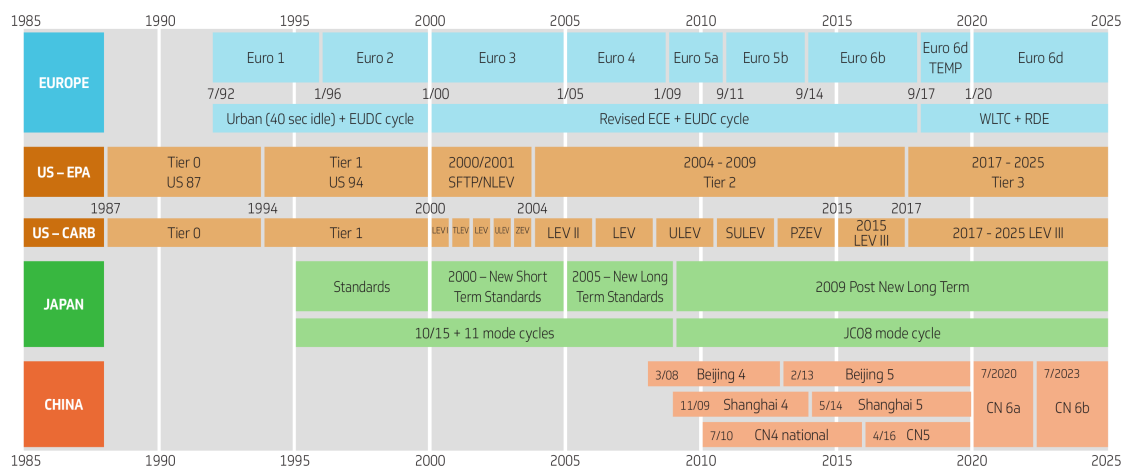 1985 1990 1995 2000 2005 2010 2015 2020 2025
EUROPE
Euro 1 Euro 2 Euro 3 Euro 4 Euro 5a Euro 5b Euro 6b Euro 6d Euro 6d
TEMP
7/92 1/96 1/00 1/05 1/09 9/11 9/14 9/17 1/20
Urban (40 sec idle) + EUDC cycle Revised ECE + EUDC cycle WLTC + RDE
US – EPA
Tier 0 Tier 1 2000/2001 2004 - 2009 2017 - 2025
US 87 US 94 SFTP/NLEV Tier 2 Tier 3
1987 1994 2000 2004 2015 2017
US – CARB Tier 0 Tier 1 LEV I TLEV LEV ULEV ZEV LEV II LEV ULEV SULEV PZEV 2015 2017 - 2025 LEV III
LEV III
JAPAN
Standards 2000 – New Short 2005 – New Long 2009 Post New Long Term
Term Standards Term Standards
10/15 + 11 mode cycles JC08 mode cycle
CHINA
3/08 Beijing 4 2/13 Beijing 5 7/2020 7/2023
11/09 Shanghai 4 5/14 Shanghai 5 CN 6a CN 6b
7/10 CN4 national 4/16 CN5
1985 1990 1995 2000 2005 2010 2015 2020 2025